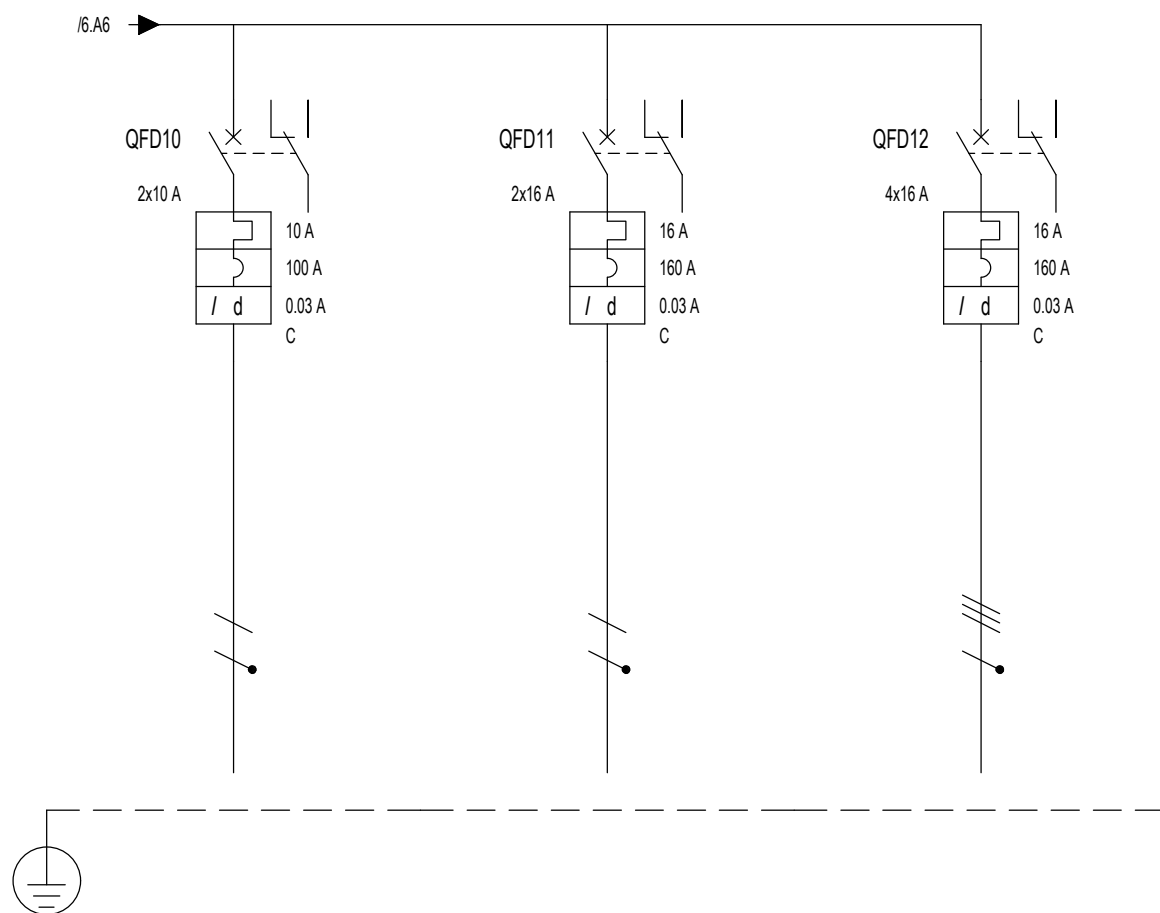 /6.A6
QFD10
2x10 A
10 A
100 A
I d
0.03 A
C
QFD11
2x16 A
16 A
160 A
I d
0.03 A
C
QFD12
4x16 A
16 A
160 A
I d
0.03 A
C